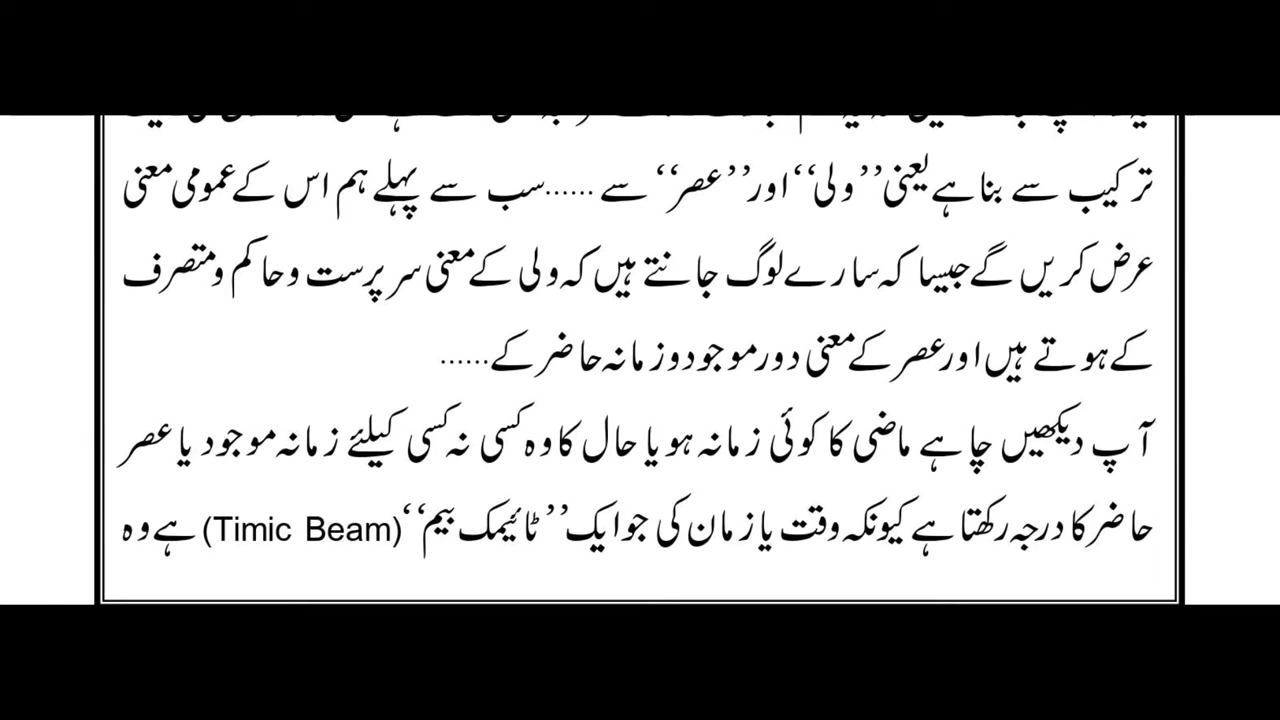 ترکیب سے بنا ہے یعنی ’’ولی‘‘ اور ’’عصر‘‘ سے ......سب سے پہلے ہم اس کے عمومی معنی
عرض کریں گے جیسا کہ سارے لوگ جانتے ہیں کہ ولی کے معنی سرپرست و حاکم و متصرف
کے ہوتے ہیں اور عصر کے معنی دور موجود و زمانہ حاضر کے......
آپ دیکھیں چاہے ماضی کا کوئی زمانہ ہو یا حال کا وہ کسی نہ کسی کیلئے زمانہ موجود یا عصر
حاضر کا درجہ رکھتا ہے کیونکہ وقت یا زمان کی جو ایک ’’ٹائیمک بیم‘‘ (Timic Beam) ہے وہ